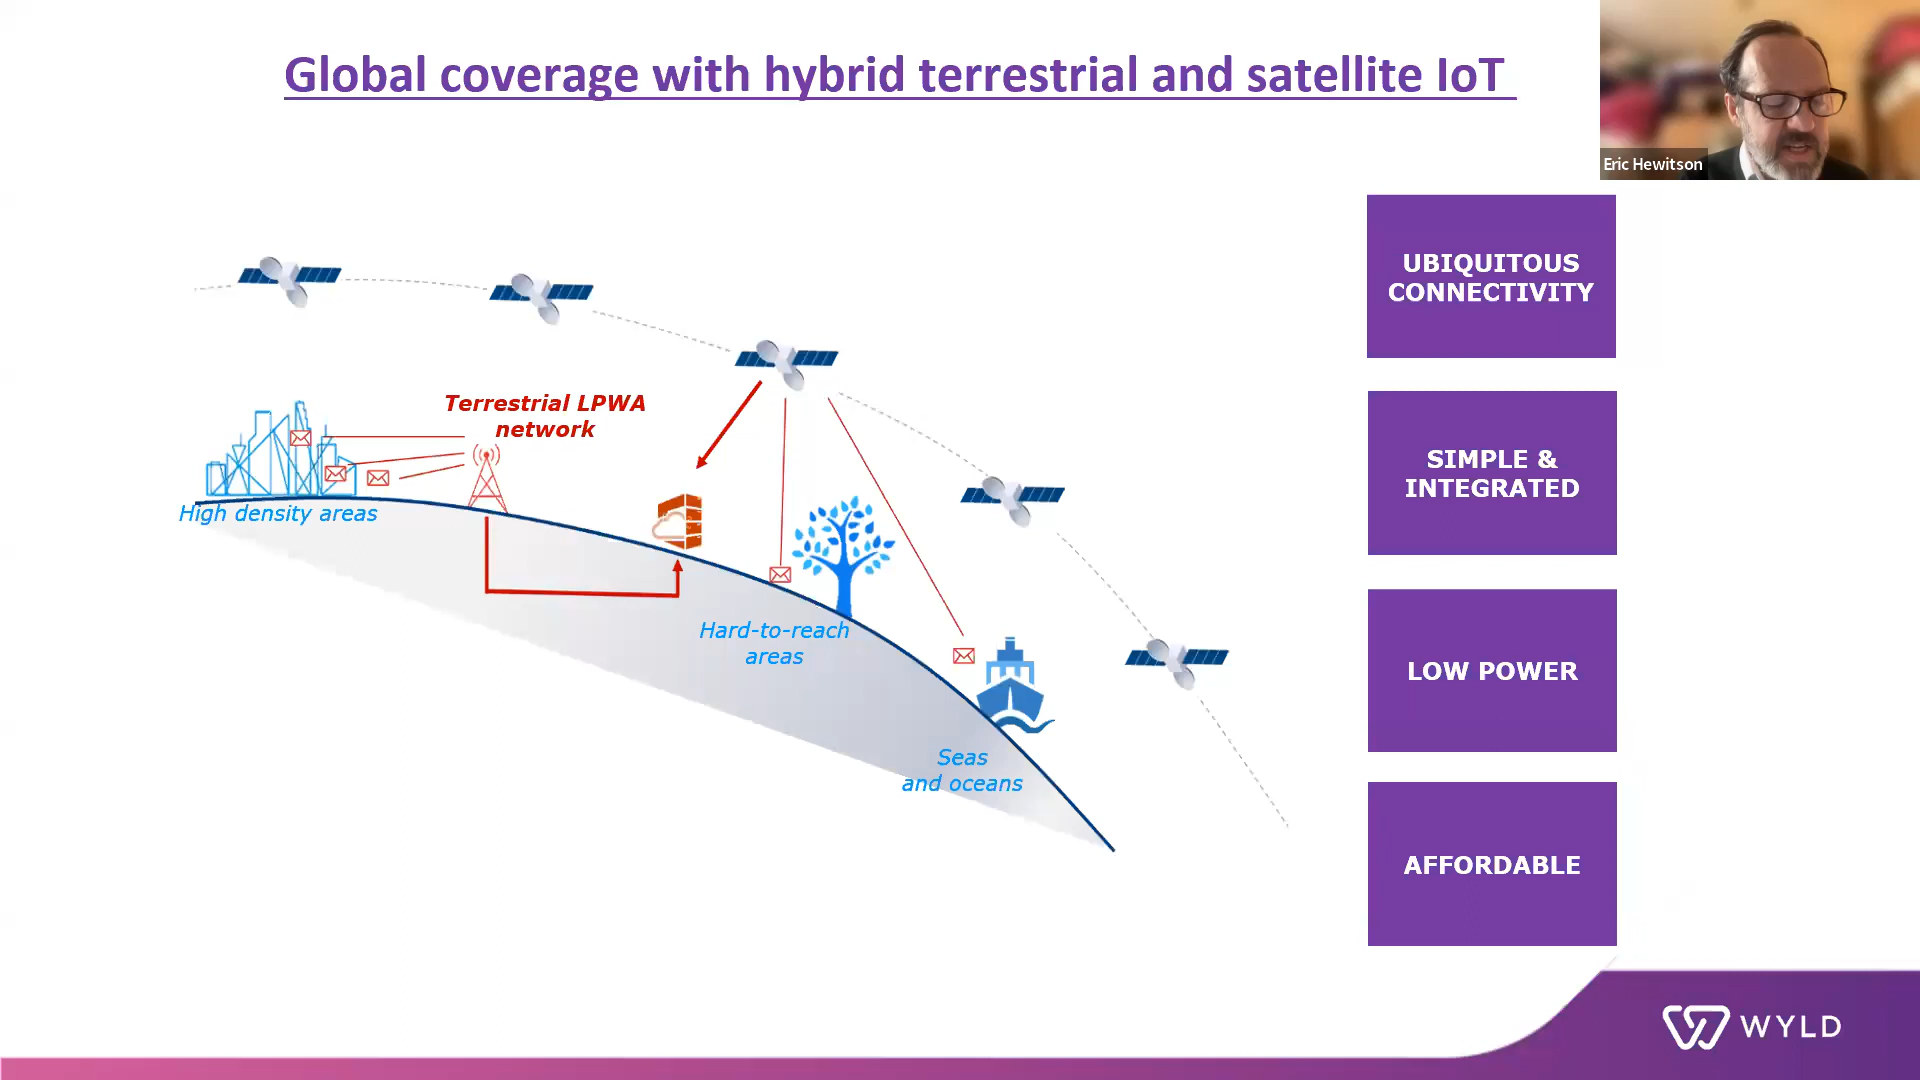 Global coverage with hybrid terrestrial and satellite IoT
Eric Hewitson
UBIQUITOUS
CONNECTIVITY
Terrestrial LPWA
network
SIMPLE &
INTEGRATED
High density areas
Hard-to-reach
areas
LOW POWER
Seas
and oceans
AFFORDABLE
WYLD